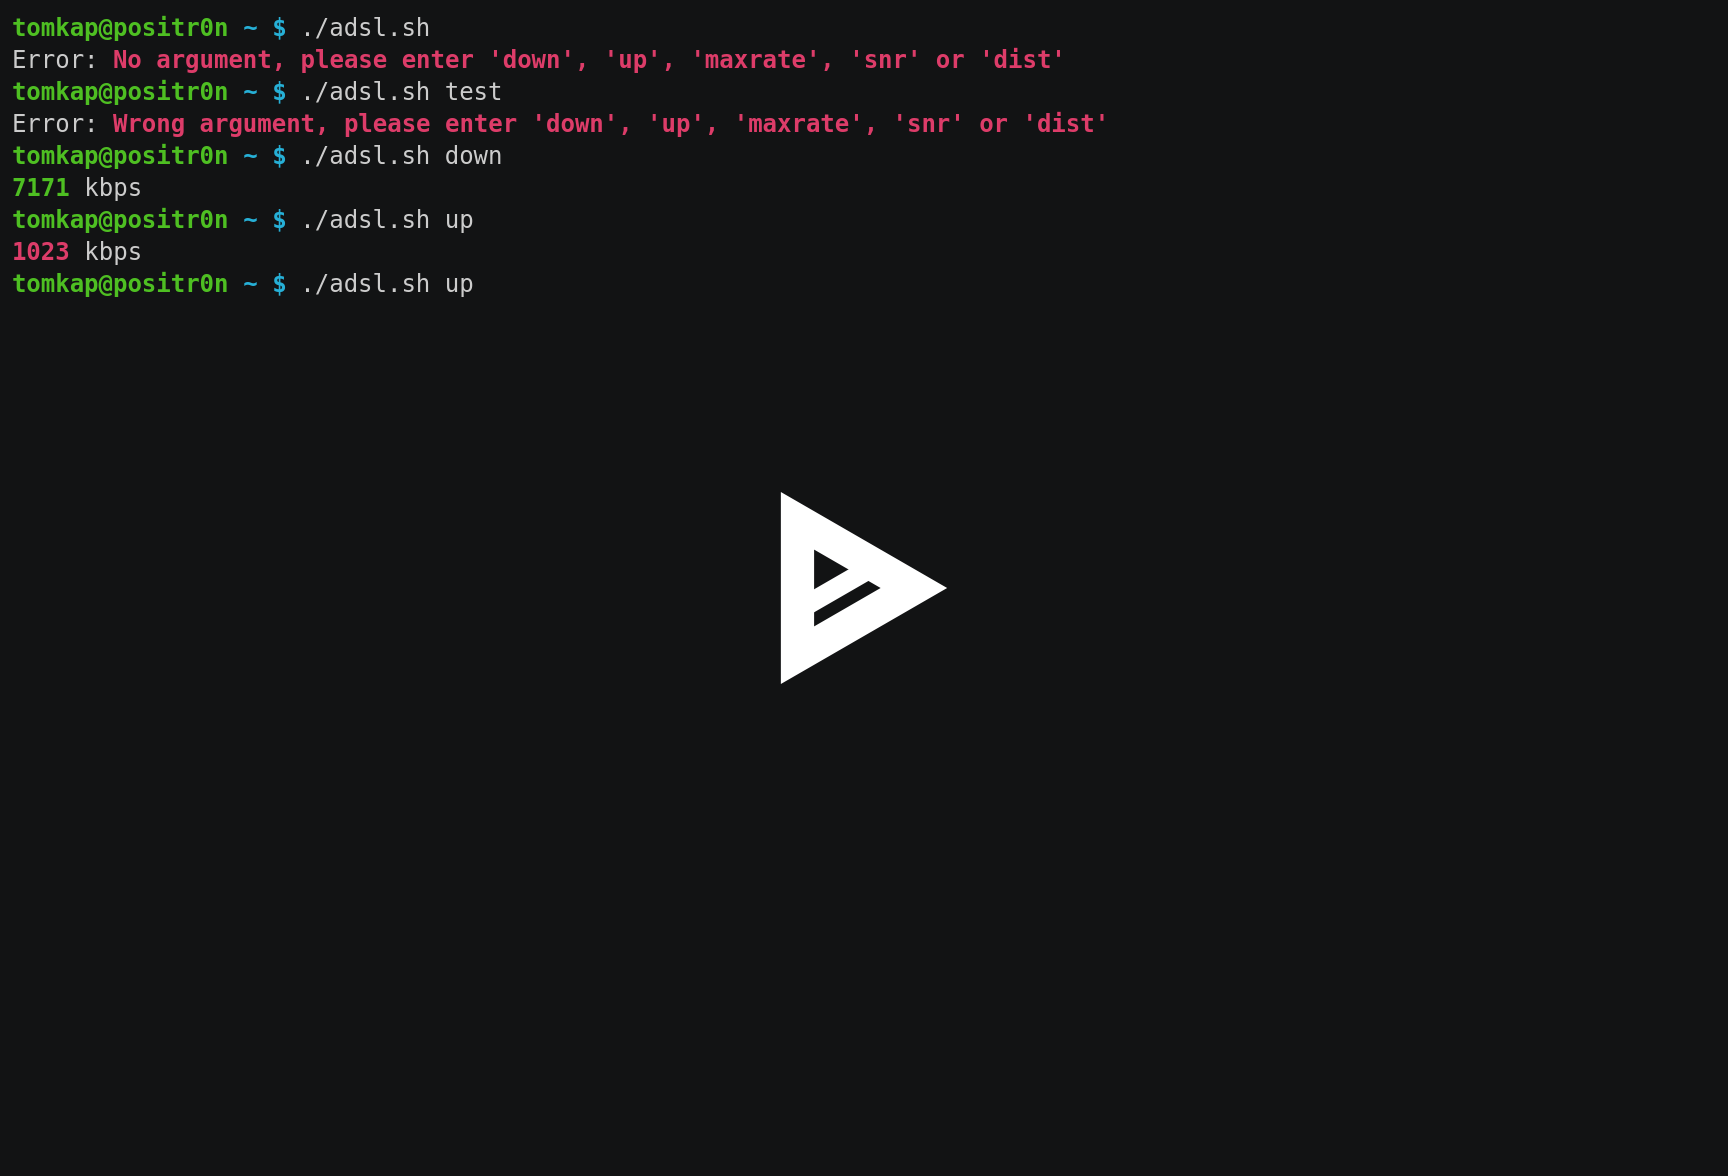 tomkap@positr0n ~ $ ./adsl.sh
Error: No argument, please enter 'down', 'up', 'maxrate', 'snr' or 'dist'
tomkap@positr0n ~ $ ./adsl.sh test
Error: Wrong argument, please enter 'down', 'up', 'maxrate', 'snr' or 'dist'
tomkap@positr0n ~ $ ./adsl.sh down
7171 kbps
tomkap@positr0n ~ $ ./adsl.sh up
1023 kbps
tomkap@positr0n ~ $ ./adsl.sh up